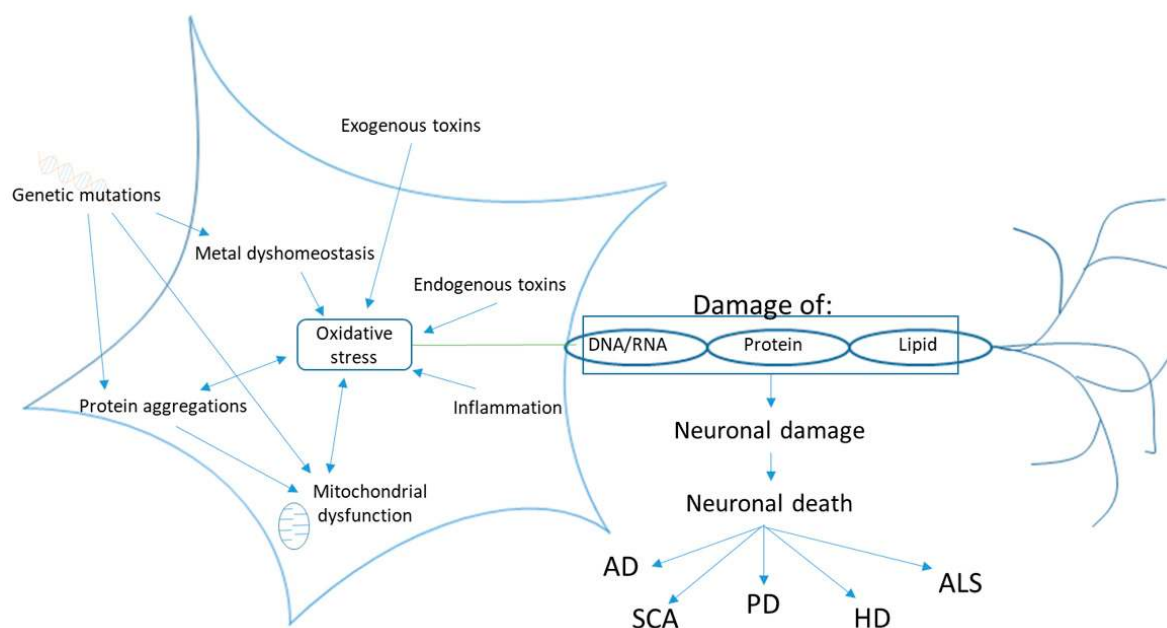 Exogenous toxins
Genetic mutations
Metal dyshomeostasis
Endogenous toxins
Damage of:
Oxidative
stress
DNA/RNA
Protein
Lipid
Protein aggregations
Inflammation
Neuronal damage
Mitochondrial
dysfunction
Neuronal death
AD
SCA
PD
HD
ALS